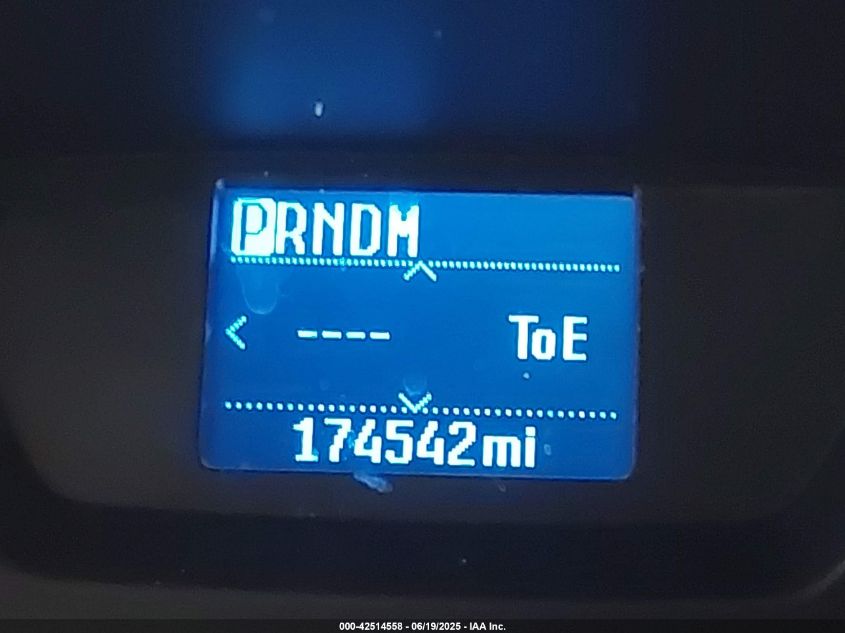 PRNDM
---- ToE
174542mi
000-42514558 - 06/19/2025 - IAA Inc.